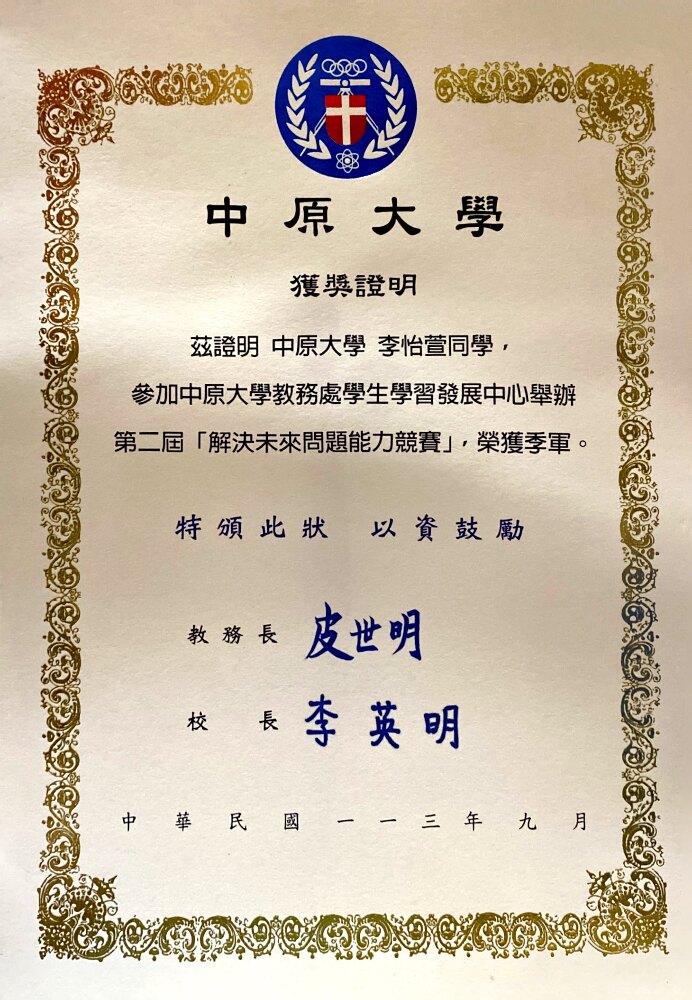 中原大學
獲獎證明
茲證明 中原大學 李怡萱同學，
參加中原大學教務處學生學習發展中心舉辦
第二屆「解決未來問題能力競賽」，榮獲季軍。
特頒此狀 以資鼓勵
教務長 皮世明
校長 李英明
中華民國一一三年九月